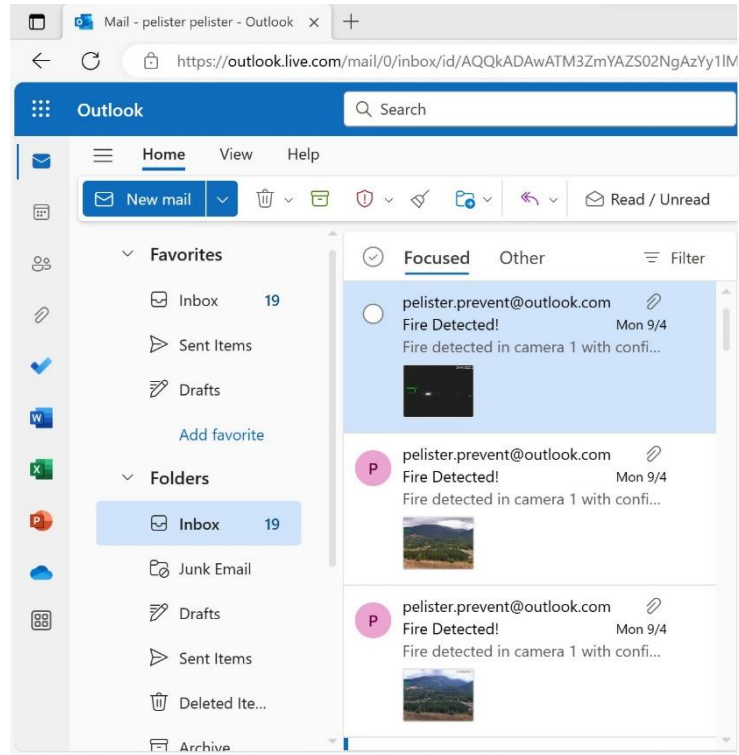 Mail - pelister pelister - Outlook
https://outlook.live.com/mail/0/inbox/id/AQQkADAwATM3ZmYAZS02NgAzYy1lM
Outlook
Search
Home View Help
New mail
Read / Unread
Favorites
Inbox 19
Sent Items
Drafts
Add favorite
Folders
Inbox 19
Junk Email
Drafts
Sent Items
Deleted Ite...
Archive
Focused Other Filter
pelister.prevent@outlook.com
Fire Detected! Mon 9/4
Fire detected in camera 1 with confi...
P
pelister.prevent@outlook.com
Fire Detected! Mon 9/4
Fire detected in camera 1 with confi...
P
pelister.prevent@outlook.com
Fire Detected! Mon 9/4
Fire detected in camera 1 with confi...